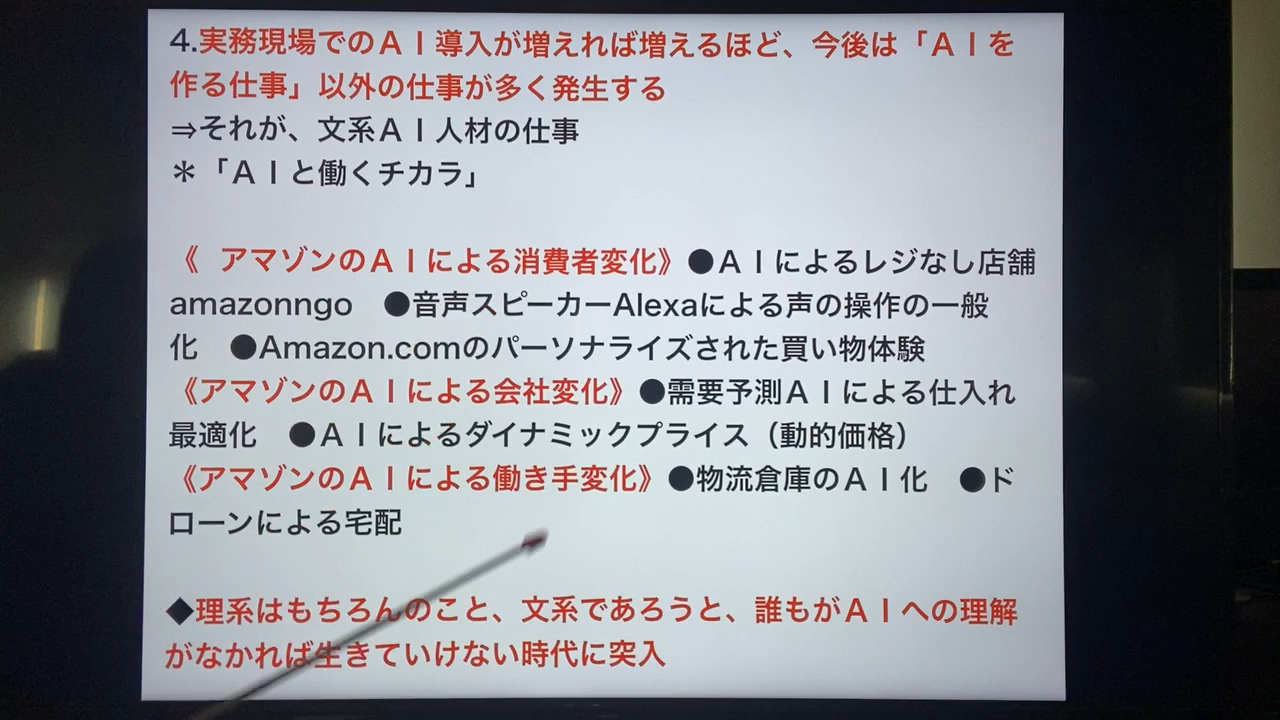 4.実務現場でのＡＩ導入が増えれば増えるほど、今後は「ＡＩを
作る仕事」以外の仕事が多く発生する
⇒それが、文系ＡＩ人材の仕事
＊「ＡＩと働くチカラ」
《 アマゾンのＡＩによる消費者変化》●ＡＩによるレジなし店舗
amazonngo　●音声スピーカーAlexaによる声の操作の一般
化　●Amazon.comのパーソナライズされた買い物体験
《アマゾンのＡＩによる会社変化》●需要予測ＡＩによる仕入れ
最適化　●ＡＩによるダイナミックプライス（動的価格）
《アマゾンのＡＩによる働き手変化》●物流倉庫のＡＩ化　●ド
ローンによる宅配
◆理系はもちろんのこと、文系であろうと、誰もがＡＩへの理解
がなかれば生きていけない時代に突入